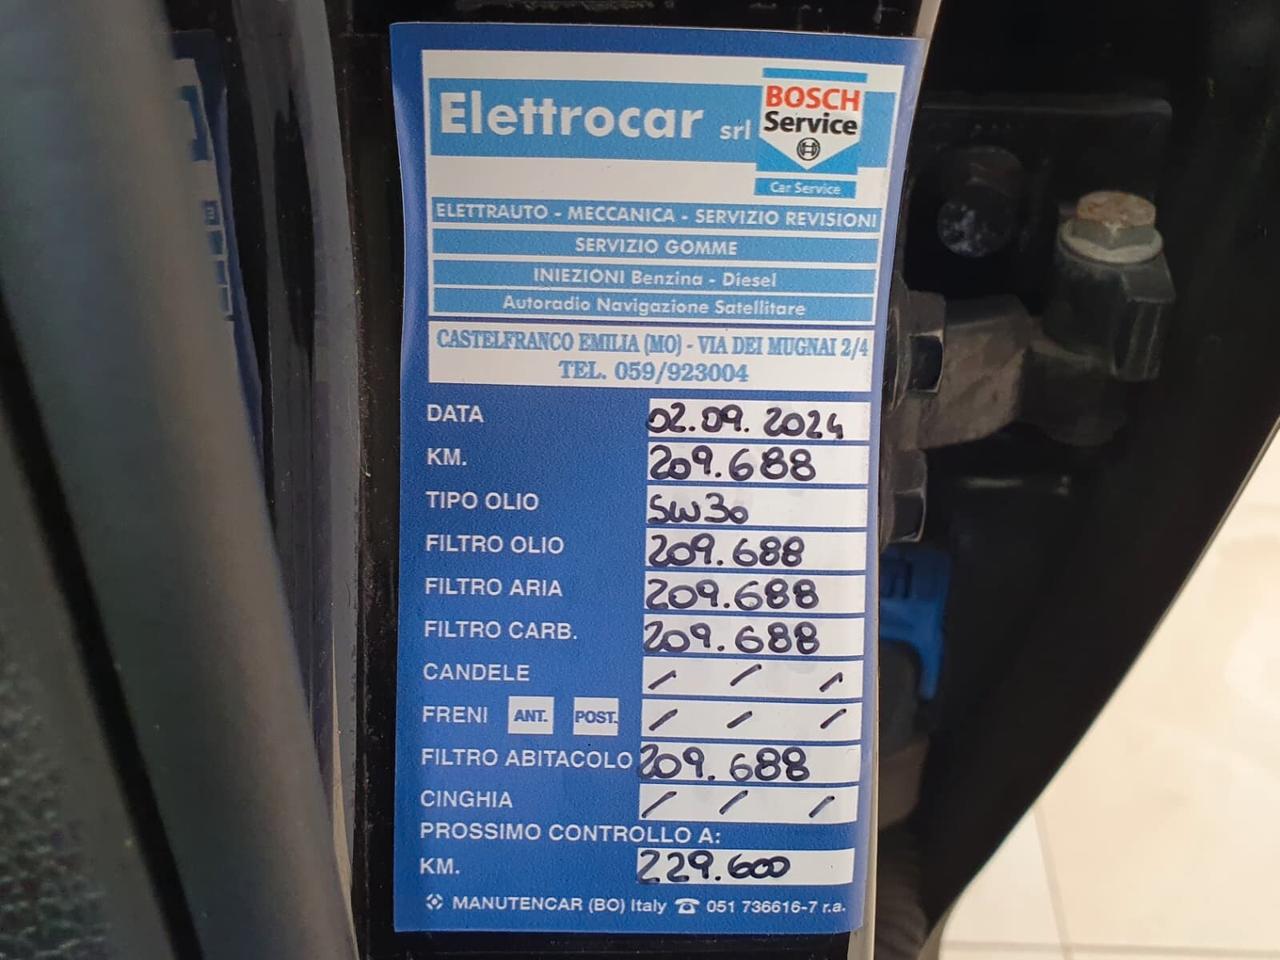 Elettrocar srl
BOSCH
Service
Car Service
ELETTRAUTO - MECCANICA - SERVIZIO REVISIONI
SERVIZIO GOMME
INIEZIONI Benzina - Diesel
Autoradio Navigazione Satellitare
CASTELFRANCO EMILIA (MO) - VIA DEI MUGNAI 2/4
TEL. 059/923004
DATA 02.09.2024
KM. 209.688
TIPO OLIO 5W30
FILTRO OLIO 209.688
FILTRO ARIA 209.688
FILTRO CARB. 209.688
CANDELE / / /
FRENI ANT. POST. / / /
FILTRO ABITACOLO 209.688
CINGHIA / / /
PROSSIMO CONTROLLO A:
KM. 229.600
MANUTENCAR (BO) Italy ☎ 051 736616-7 r.a.